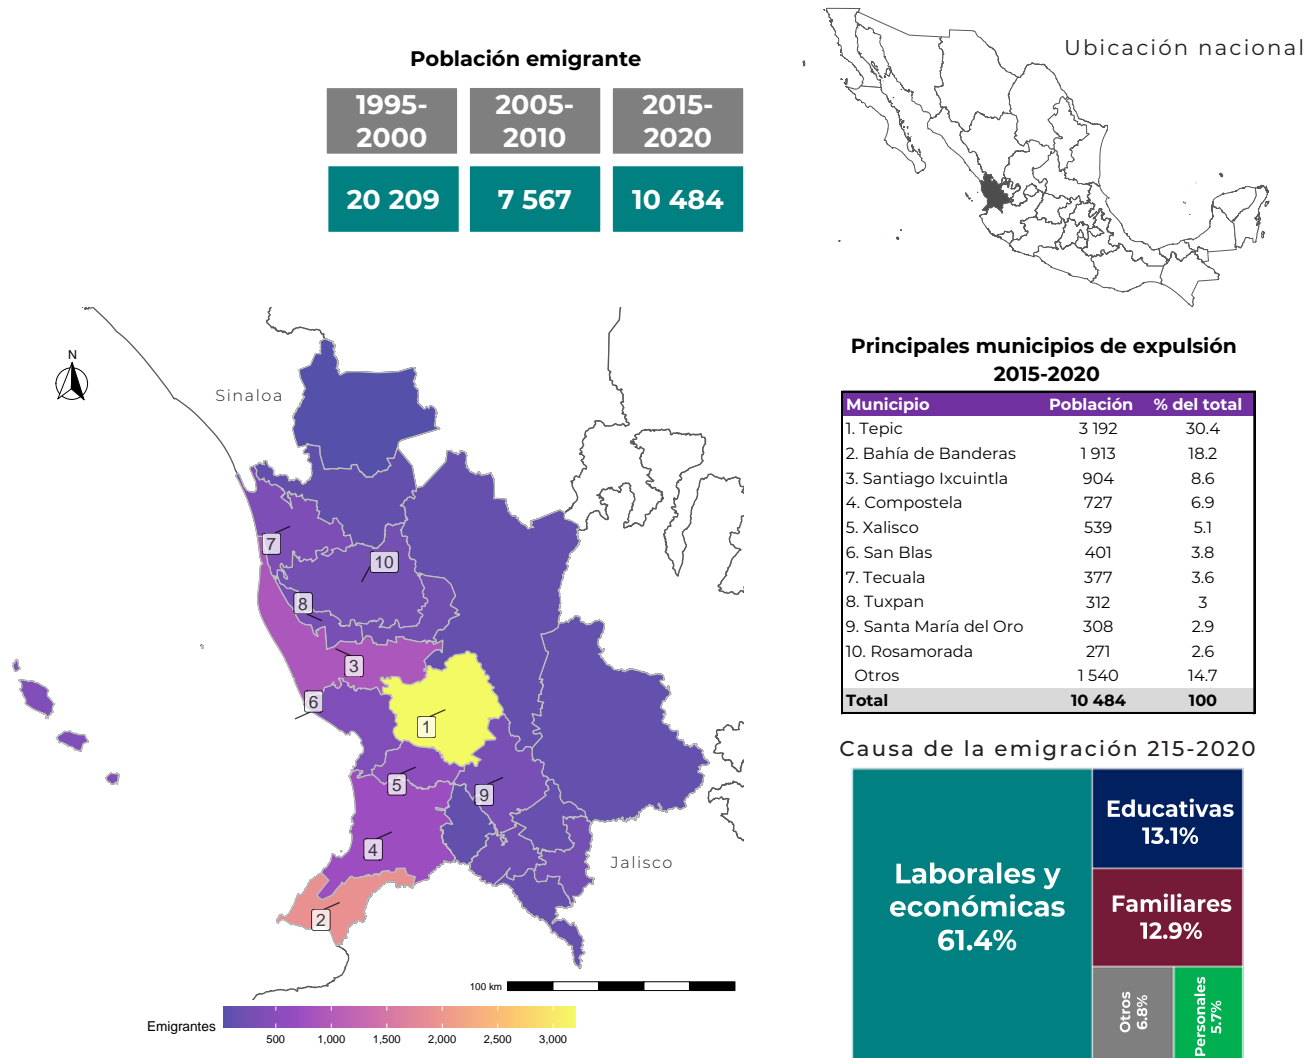 Población emigrante
1995-
2000
2005-
2010
2015-
2020
20 209
7 567
10 484
Ubicación nacional
N
Sinaloa
7
10
8
3
6
1
5
9
4
2
Jalisco
100 km
Emigrantes
500
1,000
1,500
2,000
2,500
3,000
Principales municipios de expulsión
2015-2020
Municipio Población % del total
1. Tepic 3 192 30.4
2. Bahía de Banderas 1 913 18.2
3. Santiago Ixcuintla 904 8.6
4. Compostela 727 6.9
5. Xalisco 539 5.1
6. San Blas 401 3.8
7. Tecuala 377 3.6
8. Tuxpan 312 3
9. Santa María del Oro 308 2.9
10. Rosamorada 271 2.6
Otros 1 540 14.7
Total 10 484 100
Causa de la emigración 215-2020
Laborales y
económicas
61.4%
Educativas
13.1%
Familiares
12.9%
Otros
6.8%
Personales
5.7%